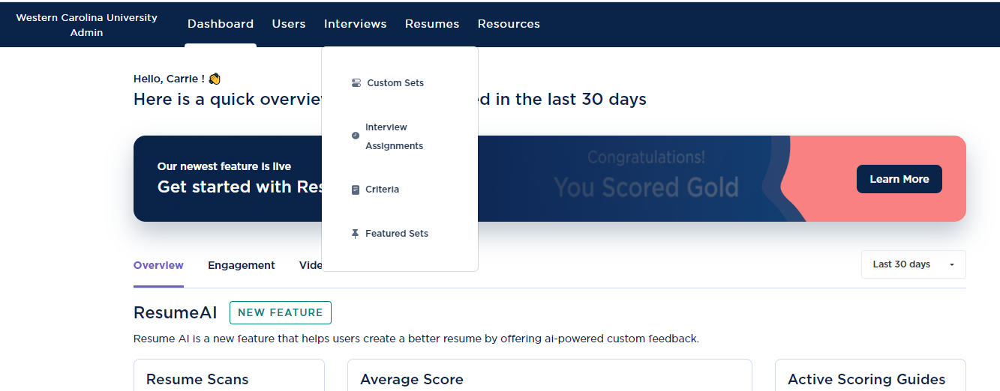 Western Carolina University
Admin
Dashboard Users Interviews Resumes Resources
Custom Sets
Interview
Assignments
Criteria
Featured Sets
Hello, Carrie ! 👋
Here is a quick overvie d in the last 30 days
Our newest feature is live
Get started with Res
Congratulations!
You Scored Gold
Learn More
Overview Engagement Vide
Last 30 days
ResumeAI NEW FEATURE
Resume AI is a new feature that helps users create a better resume by offering ai-powered custom feedback.
Resume Scans Average Score Active Scoring Guides